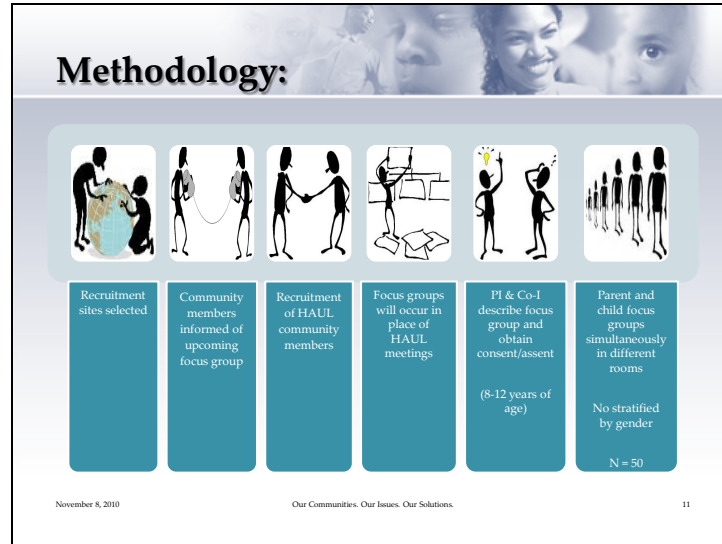 Methodology:
Recruitment
sites selected
Community
members
informed of
upcoming
focus group
Recruitment
of HAUL
community
members
Focus groups
will occur in
place of
HAUL
meetings
PI & Co-I
describe focus
group and
obtain
consent/assent
(8-12 years of
age)
Parent and
child focus
groups
simultaneously
in different
rooms
No stratified
by gender
N = 50
November 8, 2010
Our Communities. Our Issues. Our Solutions.
11